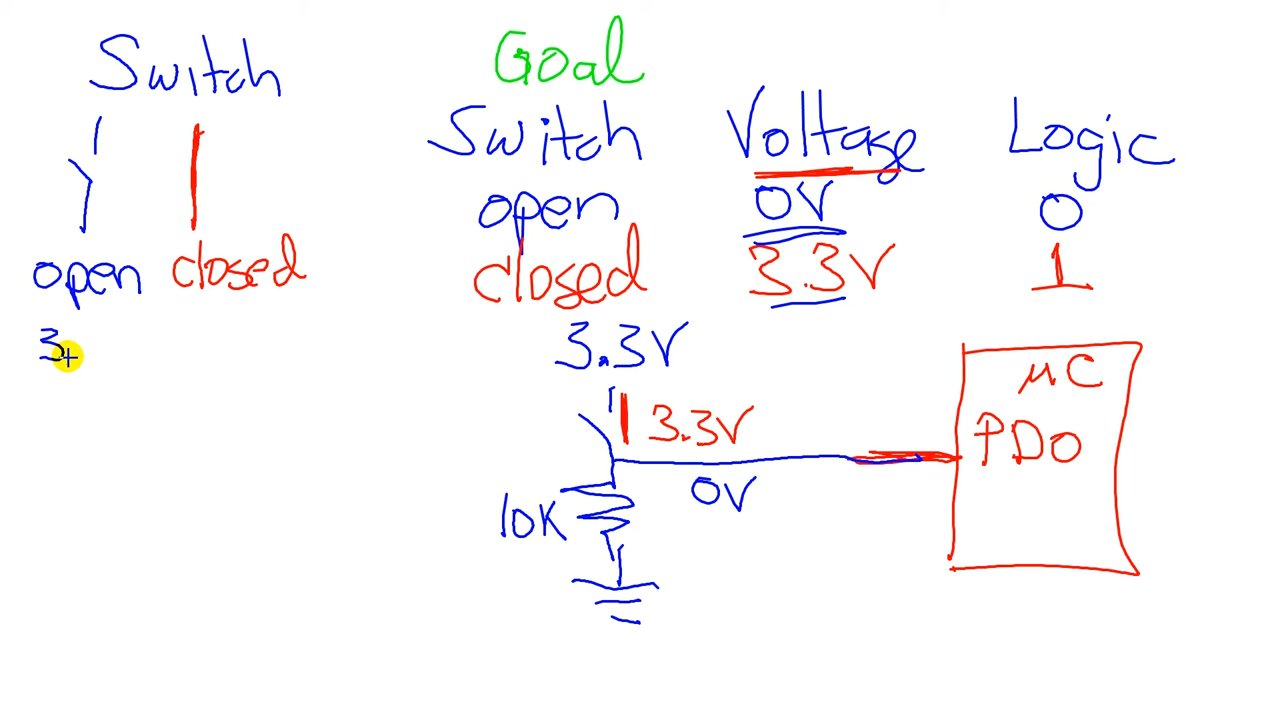 Switch
open closed
3
Goal
Switch Voltage Logic
open 0V 0
closed 3.3V 1
3.3V
3.3V
0V
10K
μC
PD0